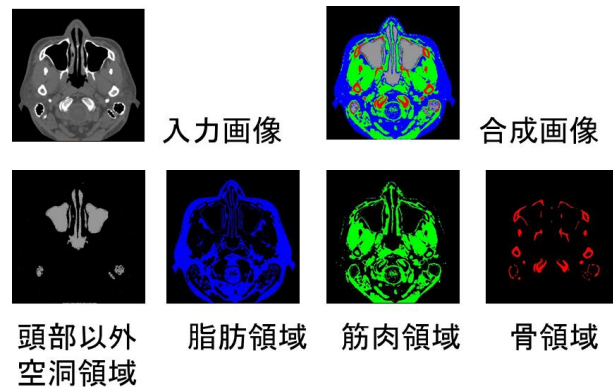 入力画像
合成画像
頭部以外
空洞領域
脂肪領域
筋肉領域
骨領域